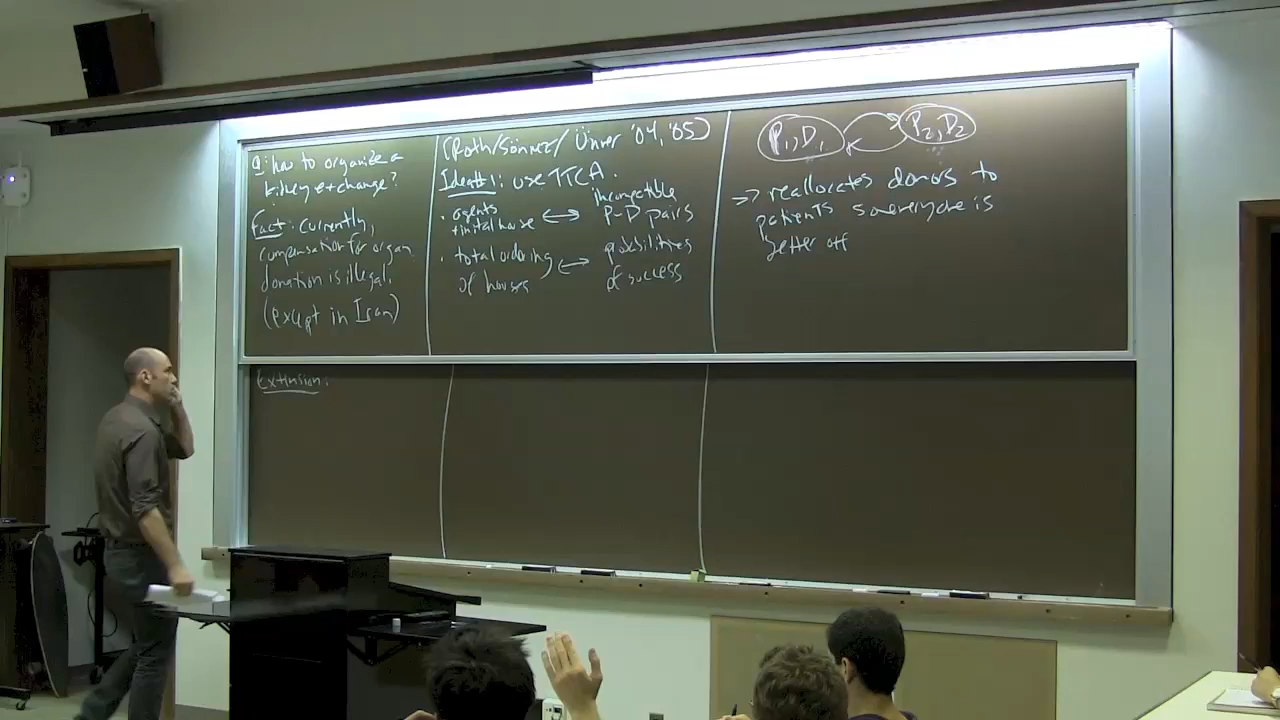 Q: how to organize a
kidney exchange?
Fact: currently,
compensation for organ
donation is illegal.
(except in Iran)
(Roth/Sönmez/Ünver '04, '05)
Idea #1: use TTCA.
• agents
+ initial house ↔ incompatible
P-D pairs
• total ordering
of houses ↔ probabilities
of success
P1, D1 P2, D2
=> reallocates donors to
patients so everyone is
better off
Extension: